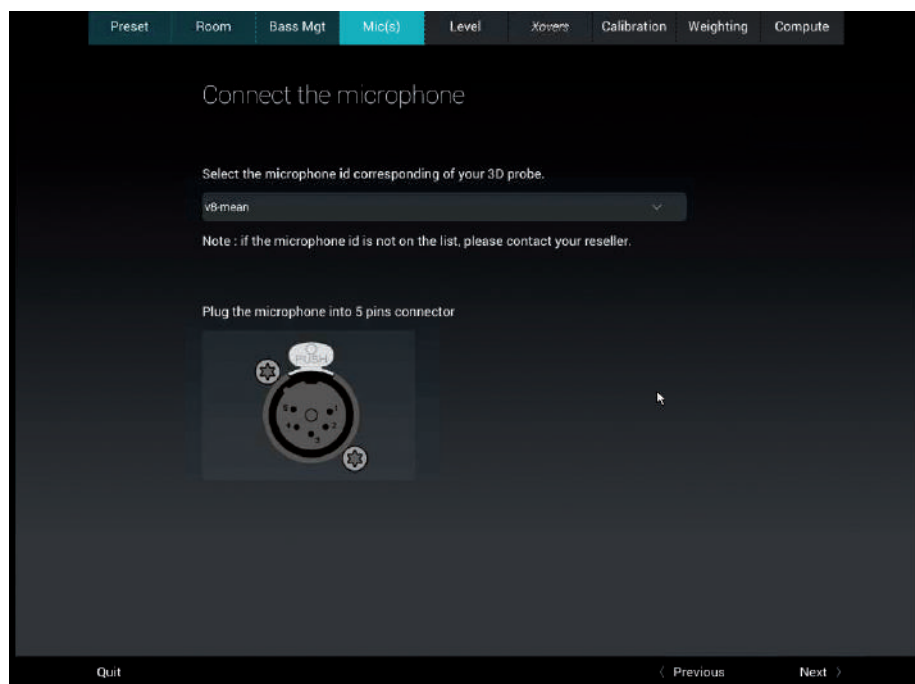 Preset Room Bass Mgt Mic(s) Level Xovers Calibration Weighting Compute
Connect the microphone
Select the microphone id corresponding of your 3D probe.
v8-mean
Note : if the microphone id is not on the list, please contact your reseller.
Plug the microphone into 5 pins connector
PUSH
5 1
4 2
3
Quit Previous Next